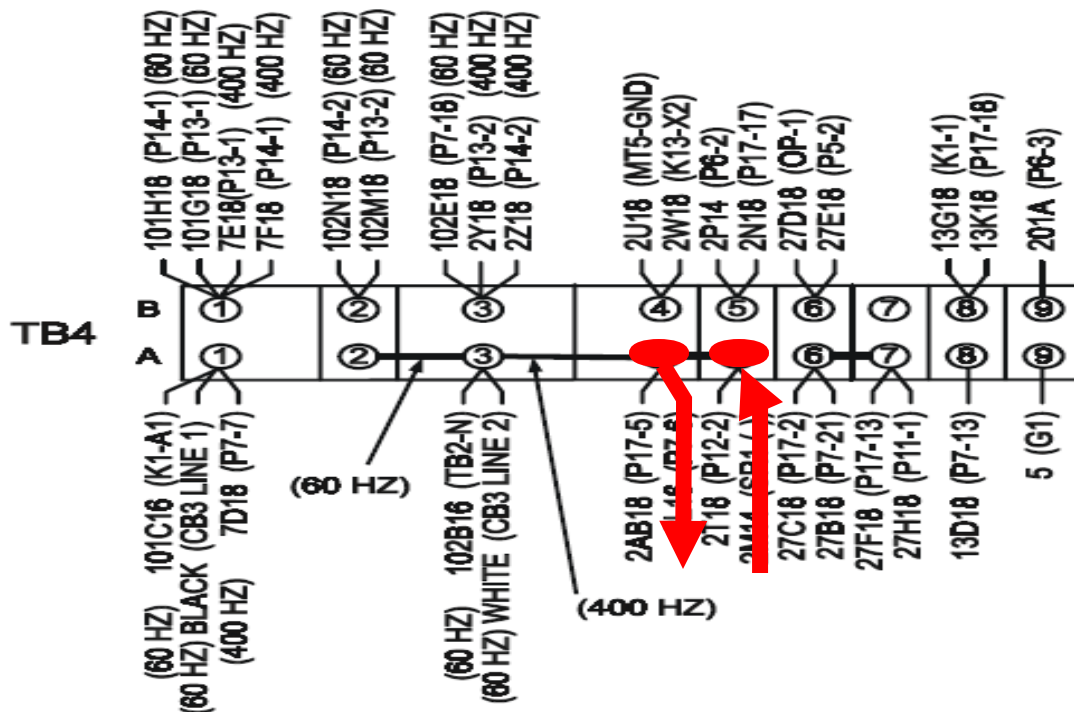 101H18 (P14-1) (60 HZ)
101G18 (P13-1) (60 HZ)
7E18(P13-1) (400 HZ)
7F18 (P14-1) (400 HZ)
102N18 (P14-2) (60 HZ)
102M18 (P13-2) (60 HZ)
102E18 (P7-18) (60 HZ)
2Y18 (P13-2) (400 HZ)
2Z18 (P14-2) (400 HZ)
2U18 (MT5-GND)
2W18 (K13-X2)
2P14 (P6-2)
2N18 (P17-17)
27D18 (OP-1)
27E18 (P5-2)
13G18 (K1-1)
13K18 (P17-18)
201A (P6-3)
TB4
B 1 2 3 4 5 6 7 8 9
A 1 2 3 6 7 8 9
(60 HZ) 101C16 (K1-A1)
(60 HZ) BLACK (CB3 LINE 1)
(400 HZ) 7D18 (P7-7)
(60 HZ)
(60 HZ) 102B16 (TB2-N)
(60 HZ) WHITE (CB3 LINE 2)
(400 HZ)
2AB18 (P17-5)
2T18 (P12-2)
27C18 (P17-2)
27B18 (P7-21)
27F18 (P17-13)
27H18 (P11-1)
13D18 (P7-13)
5 (G1)